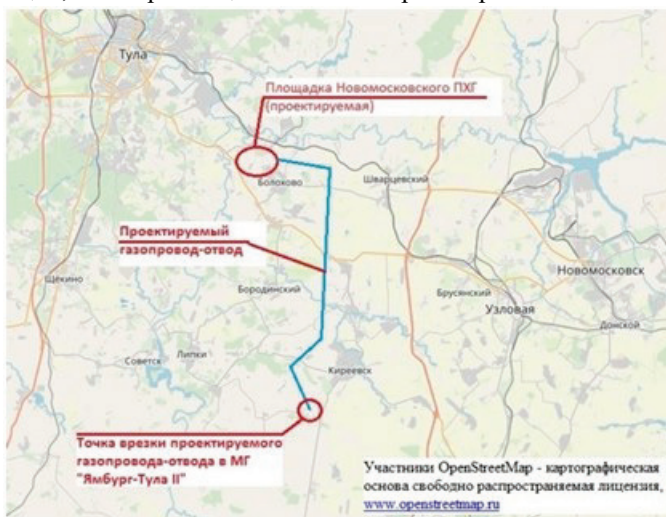 Тула
Площадка Новомосковского ПХГ
(проектируемая)
Болохово
Шварцевский
Проектируемый
газопровод-отвод
Щёкино
Бородинский
Брусянский
Новомосковск
Узловая
Донской
Советск
Липки
Киреевск
Точка врезки проектируемого
газопровода-отвода в МГ
"Ямбург-Тула II"
Участники OpenStreetMap - картографическая
основа свободно распространяемая лицензия,
www.openstreetmap.ru